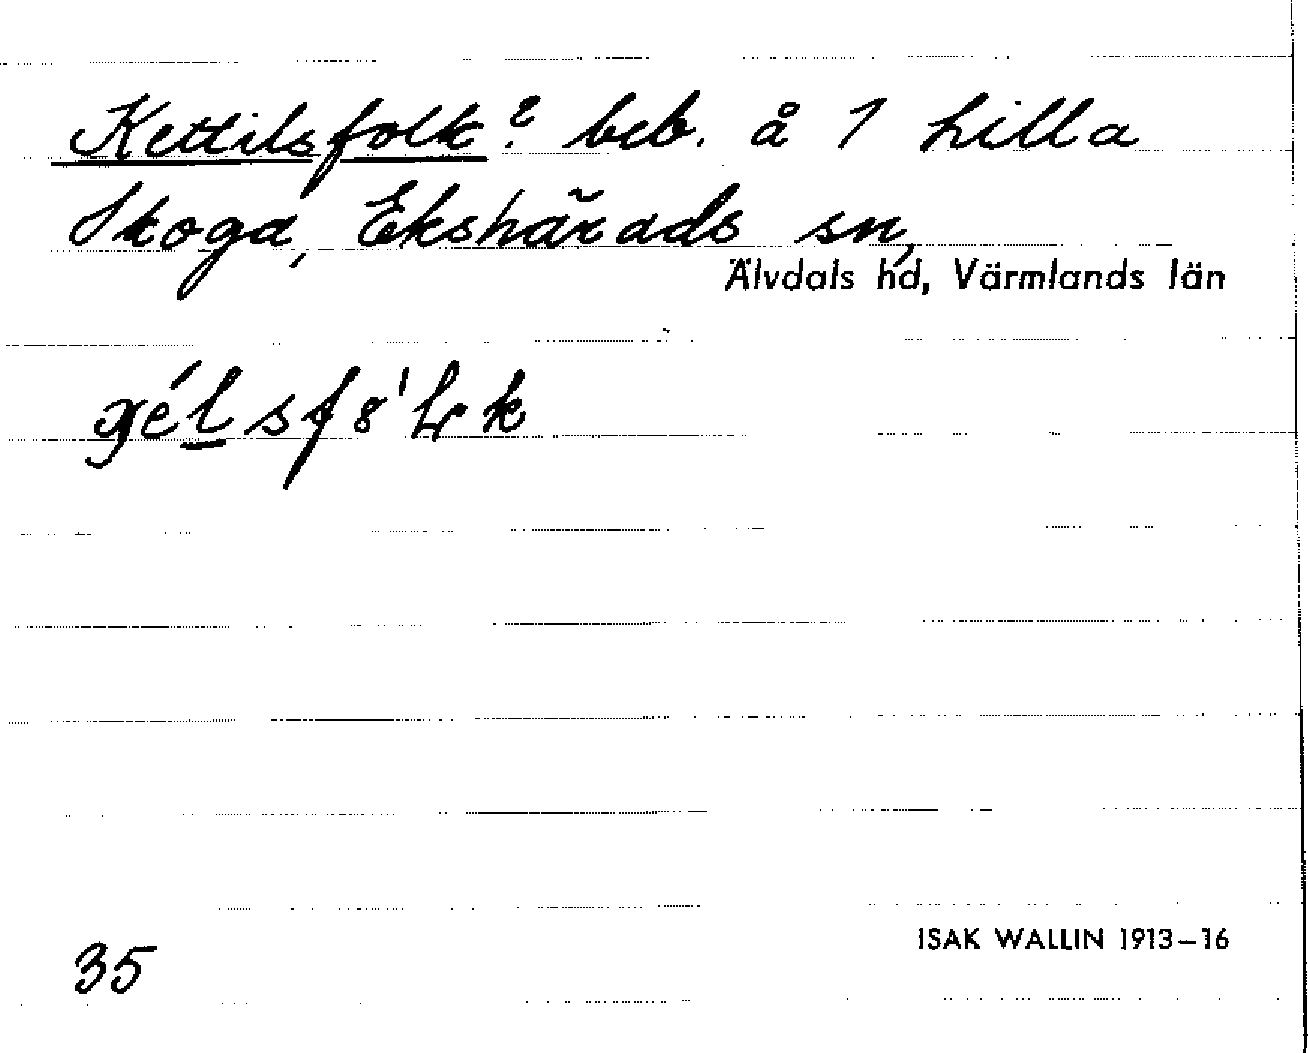 Kettilsfolk? beb. å 1 Lilla
Skoga, Ekshärads sn,
Älvdals hd, Värmlands län
ISAK WALLIN 1913–16
35